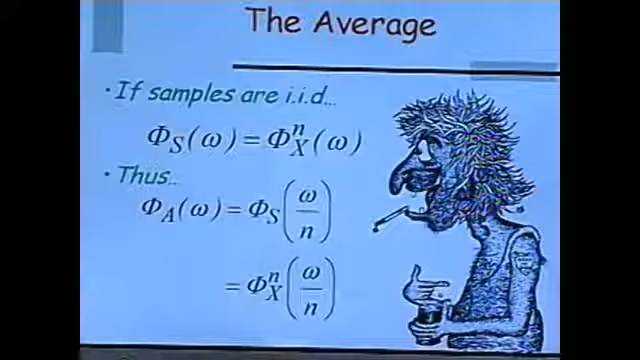 The Average
• If samples are i.i.d...
Φ_S(ω) = Φ_X^n(ω)
• Thus...
Φ_A(ω) = Φ_S(ω/n)
= Φ_X^n(ω/n)